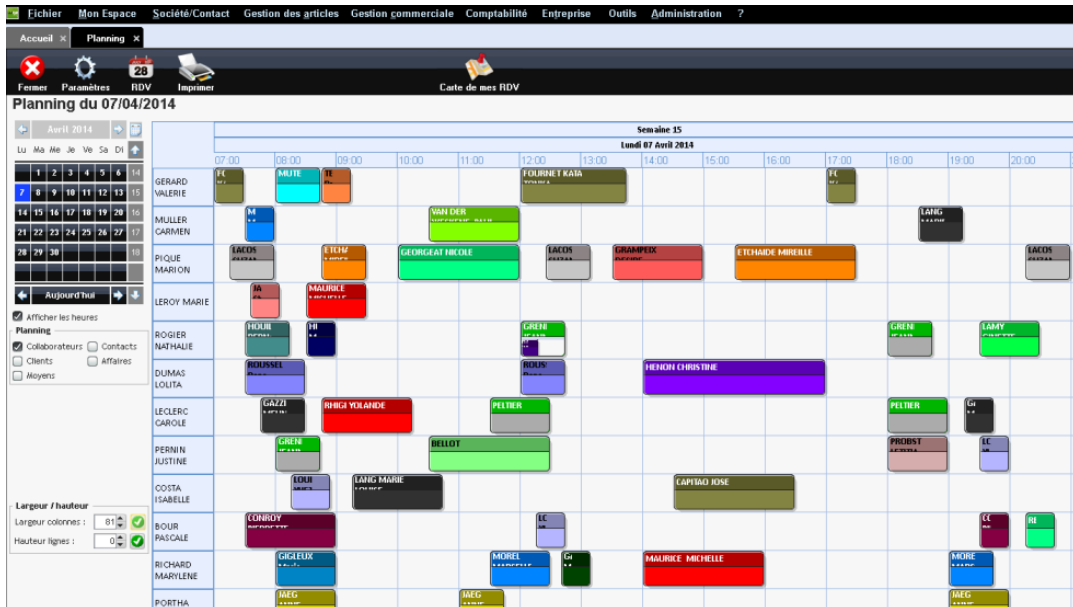 Fichier Mon Espace Société/Contact Gestion des articles Gestion commerciale Comptabilité Entreprise Outils Administration ?
Accueil × Planning ×
28
Fermer Paramètres RDV Imprimer Carte de mes RDV
Planning du 07/04/2014
Avril 2014
Lu Ma Me Je Ve Sa Di
1 2 3 4 5 6 14
7 8 9 10 11 12 13 15
14 15 16 17 18 19 20 16
21 22 23 24 25 26 27 17
28 29 30 18
Aujourd'hui
Afficher les heures
Planning
Collaborateurs Contacts
Clients Affaires
Moyens
Largeur / hauteur
Largeur colonnes : 81
Hauteur lignes : 0
Semaine 15
Lundi 07 Avril 2014
07:00 08:00 09:00 10:00 11:00 12:00 13:00 14:00 15:00 16:00 17:00 18:00 19:00 20:00
GERARD
VALERIE
MUTE TE FOURNET KATA
MULLER
CARMEN
M VAN DER LANG
PIQUE
MARION
LACOS ETCHA GEORGEAT NICOLE LACOS GRAMPEIX ETCHAIDE MIREILLE LACOS
LEROY MARIE
JA MAURICE
ROGIER
NATHALIE
HOUIL HI GRENI GRENI LAMY
DUMAS
LOLITA
ROUSSEL ROUS HENON CHRISTINE
LECLERC
CAROLE
GAZZI RHIGI YOLANDE PELTIER PELTIER
PERNIN
JUSTINE
GRENI BELLOT PROBST
COSTA
ISABELLE
LOUI LANG MARIE CAPITAO JOSE
BOUR
PASCALE
CONROY
RICHARD
MARYLENE
GIGLEUX MOREL MAURICE MICHELLE MORE
PORTHA